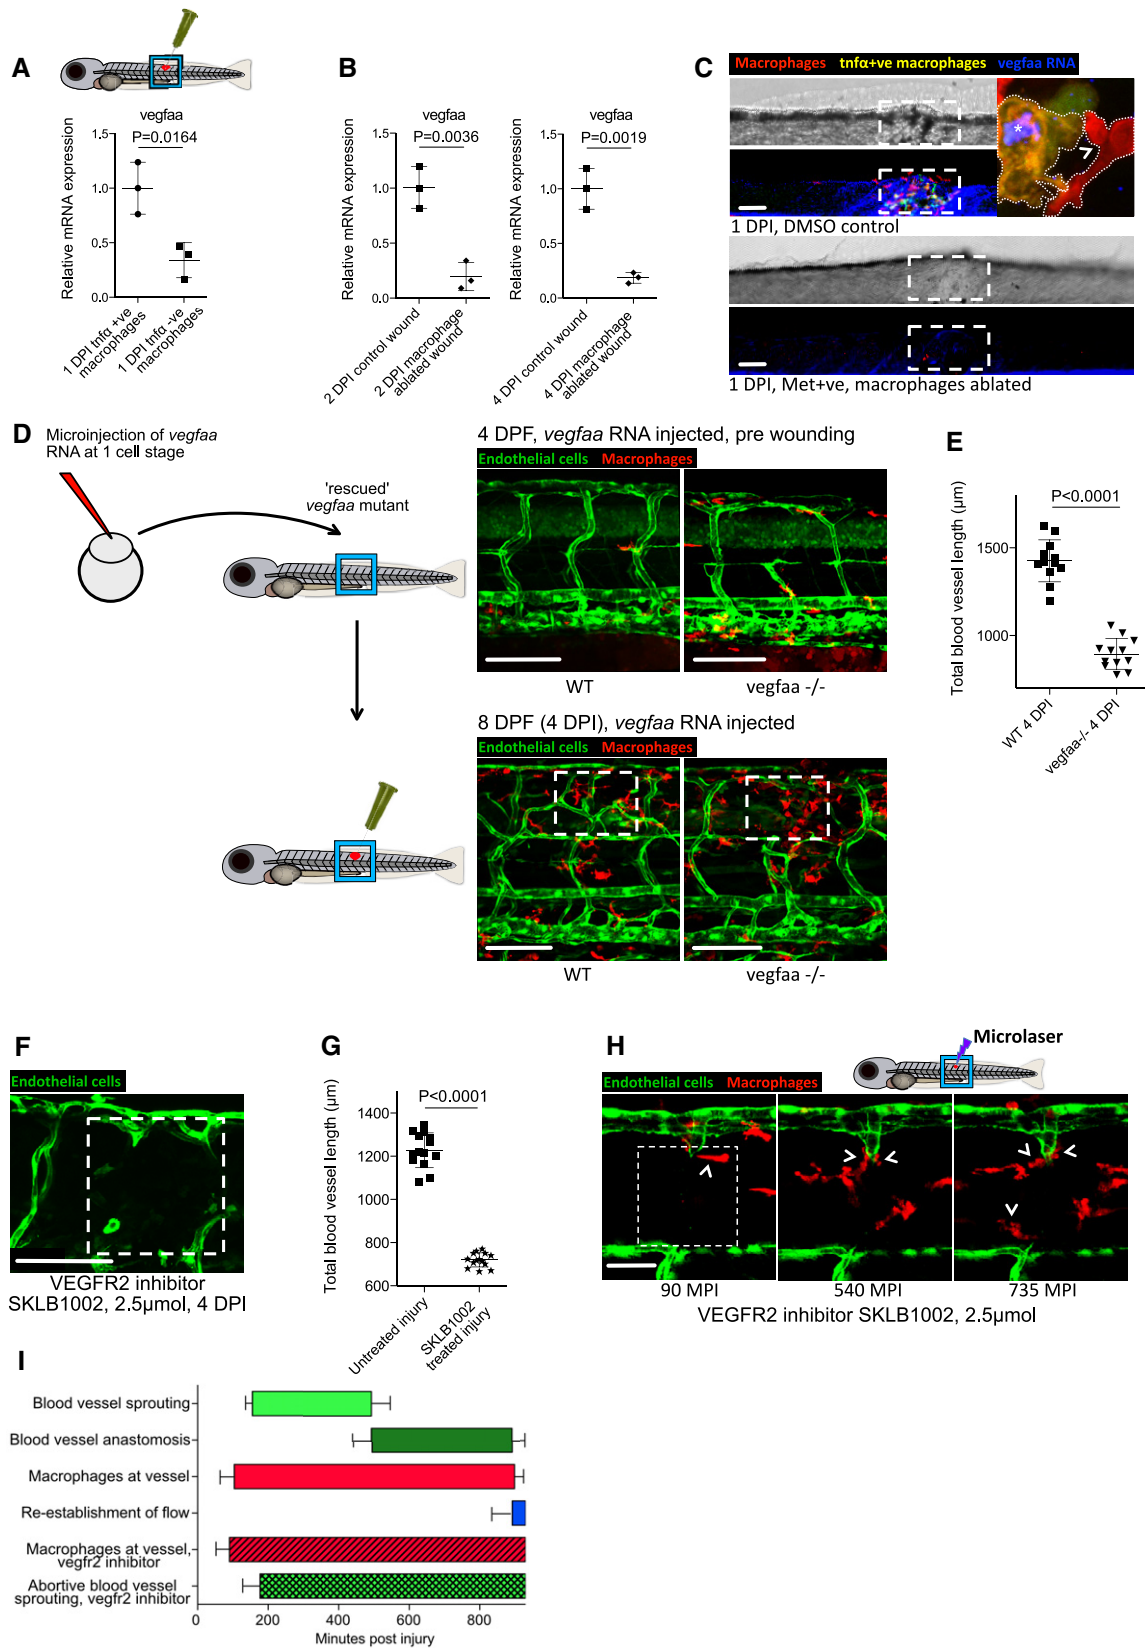 A
vegfaa
P=0.0164
Relative mRNA expression
1.5
1.0
0.5
0.0
1 DPI tnfα +ve
macrophages
1 DPI tnfα -ve
macrophages
B
vegfaa
P=0.0036
Relative mRNA expression
1.5
1.0
0.5
0.0
2 DPI control wound
2 DPI macrophage
ablated wound
vegfaa
P=0.0019
Relative mRNA expression
1.5
1.0
0.5
0.0
4 DPI control wound
4 DPI macrophage
ablated wound
C
Macrophages tnfα+ve macrophages vegfaa RNA
*
1 DPI, DMSO control
1 DPI, Met+ve, macrophages ablated
D
Microinjection of vegfaa
RNA at 1 cell stage
'rescued'
vegfaa mutant
4 DPF, vegfaa RNA injected, pre wounding
Endothelial cells Macrophages
WT
vegfaa -/-
8 DPF (4 DPI), vegfaa RNA injected
Endothelial cells Macrophages
WT
vegfaa -/-
E
P<0.0001
Total blood vessel length (µm)
1500
1000
WT 4 DPI
vegfaa-/- 4 DPI
F
Endothelial cells
VEGFR2 inhibitor
SKLB1002, 2.5µmol, 4 DPI
G
P<0.0001
Total blood vessel length (µm)
1400
1200
1000
800
600
Untreated injury
SKLB1002
treated injury
H
Microlaser
Endothelial cells Macrophages
90 MPI
540 MPI
735 MPI
VEGFR2 inhibitor SKLB1002, 2.5µmol
I
Blood vessel sprouting
Blood vessel anastomosis
Macrophages at vessel
Re-establishment of flow
Macrophages at vessel,
vegfr2 inhibitor
Abortive blood vessel
sprouting, vegfr2 inhibitor
0 200 400 600 800
Minutes post injury